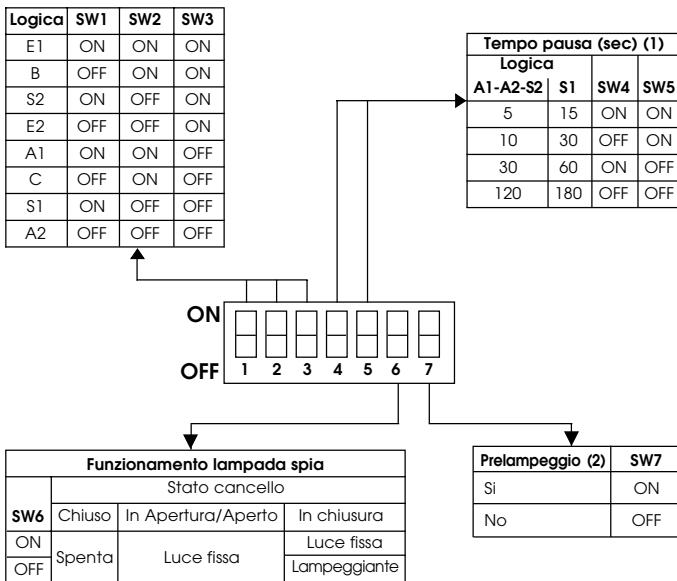 Logica SW1 SW2 SW3
E1 ON ON ON
B OFF ON ON
S2 ON OFF ON
E2 OFF OFF ON
A1 ON ON OFF
C OFF ON OFF
S1 ON OFF OFF
A2 OFF OFF OFF
Tempo pausa (sec) (1)
Logica
A1-A2-S2 S1 SW4 SW5
5 15 ON ON
10 30 OFF ON
30 60 ON OFF
120 180 OFF OFF
ON
OFF
1 2 3 4 5 6 7
Funzionamento lampada spia
Stato cancello
SW6 Chiuso In Apertura/Aperto In chiusura
ON Spenta Luce fissa Luce fissa
OFF Lampeggiante
Prelampeggio (2) SW7
Si ON
No OFF